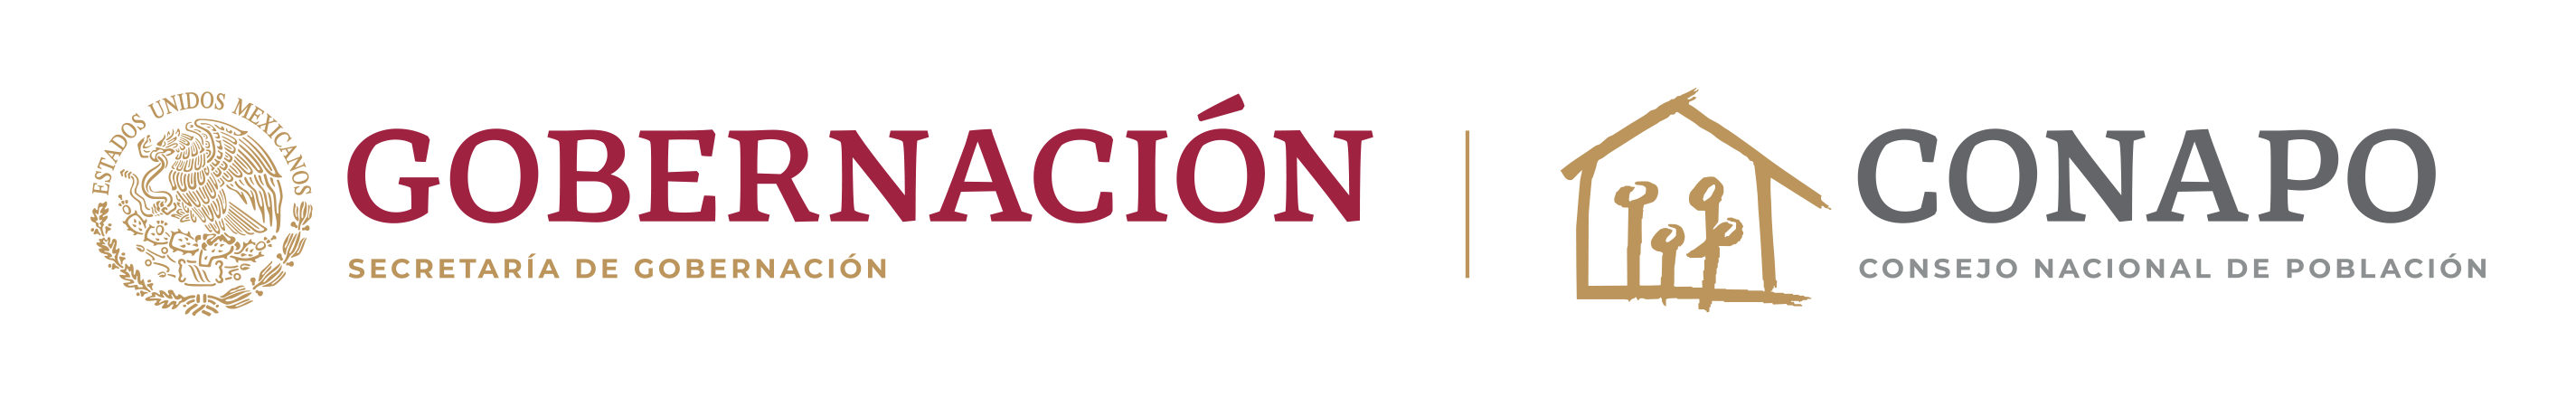 ESTADOS UNIDOS MEXICANOS
GOBERNACIÓN
SECRETARÍA DE GOBERNACIÓN
CONAPO
CONSEJO NACIONAL DE POBLACIÓN